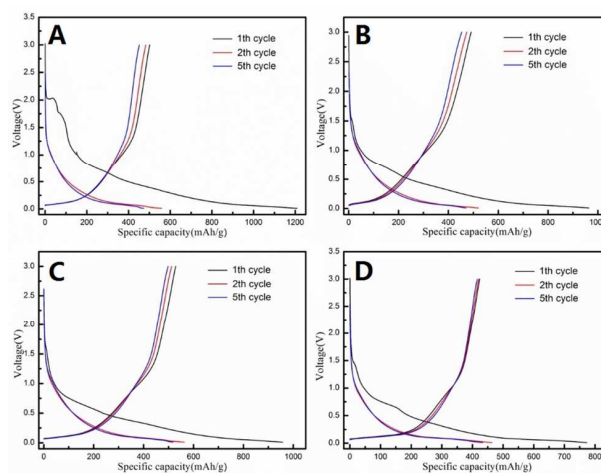 A
1th cycle
2th cycle
5th cycle
Voltage(V)
3.0
2.5
2.0
1.5
1.0
0.5
0.0
0 200 400 600 800 1000 1200
Specific capacity(mAh/g)
B
1th cycle
2th cycle
5th cycle
Voltage(V)
3.0
2.5
2.0
1.5
1.0
0.5
0.0
0 200 400 600 800 1000
Specific capacity(mAh/g)
C
1th cycle
2th cycle
5th cycle
Voltage(V)
3.0
2.5
2.0
1.5
1.0
0.5
0.0
0 200 400 600 800 1000
Specific capacity(mAh/g)
D
1th cycle
2th cycle
5th cycle
Voltage(V)
3.5
3.0
2.5
2.0
1.5
1.0
0.5
0.0
0 100 200 300 400 500 600 700 800
Specific capacity(mAh/g)